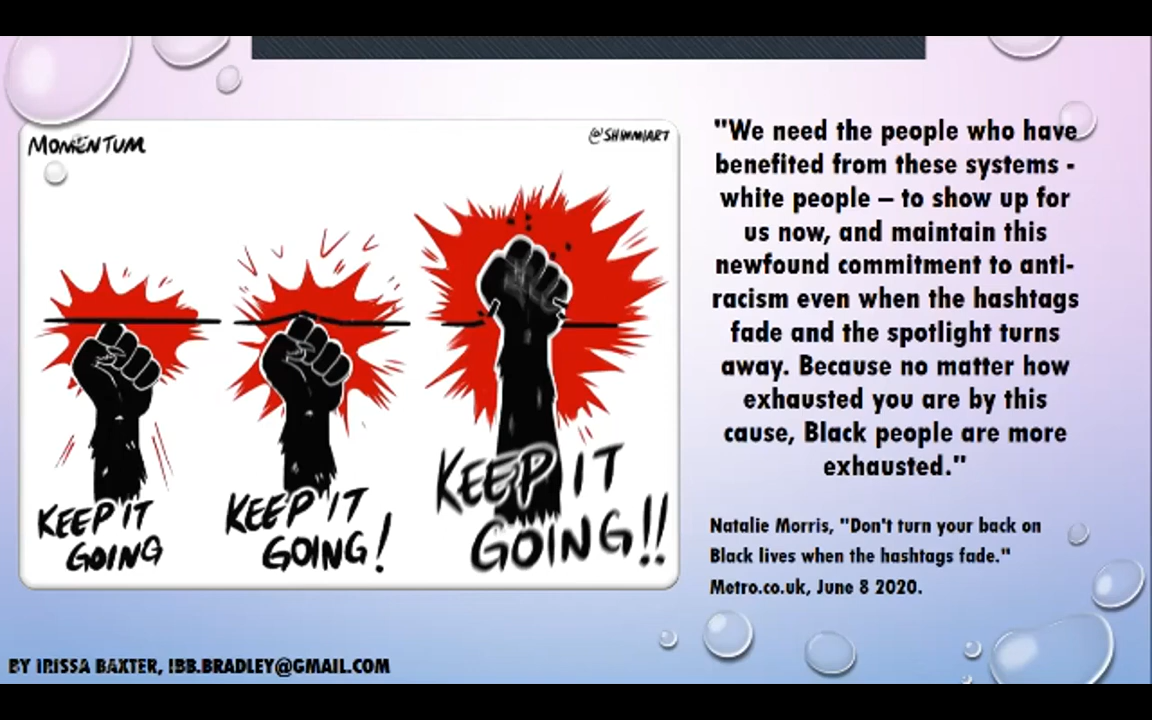 MOMENTUM
@SHIMMIART
KEEP IT
GOING
KEEP IT
GOING!
KEEP IT
GOING!!
"We need the people who have
benefited from these systems -
white people – to show up for
us now, and maintain this
newfound commitment to anti-
racism even when the hashtags
fade and the spotlight turns
away. Because no matter how
exhausted you are by this
cause, Black people are more
exhausted."
Natalie Morris, "Don't turn your back on
Black lives when the hashtags fade."
Metro.co.uk, June 8 2020.
BY IRISSA BAXTER, IBB.BRADLEY@GMAIL.COM